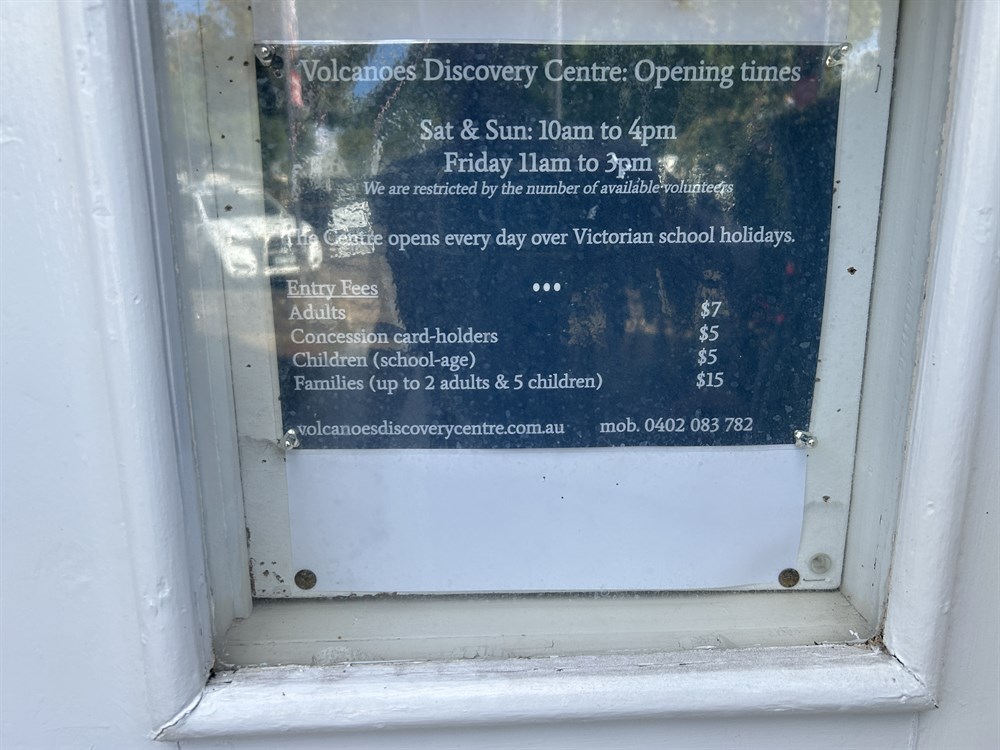 Volcanoes Discovery Centre: Opening times
Sat & Sun: 10am to 4pm
Friday 11am to 3pm
We are restricted by the number of available volunteers
The Centre opens every day over Victorian school holidays.
•••
Entry Fees
Adults $7
Concession card-holders $5
Children (school-age) $5
Families (up to 2 adults & 5 children) $15
volcanoesdiscoverycentre.com.au mob. 0402 083 782